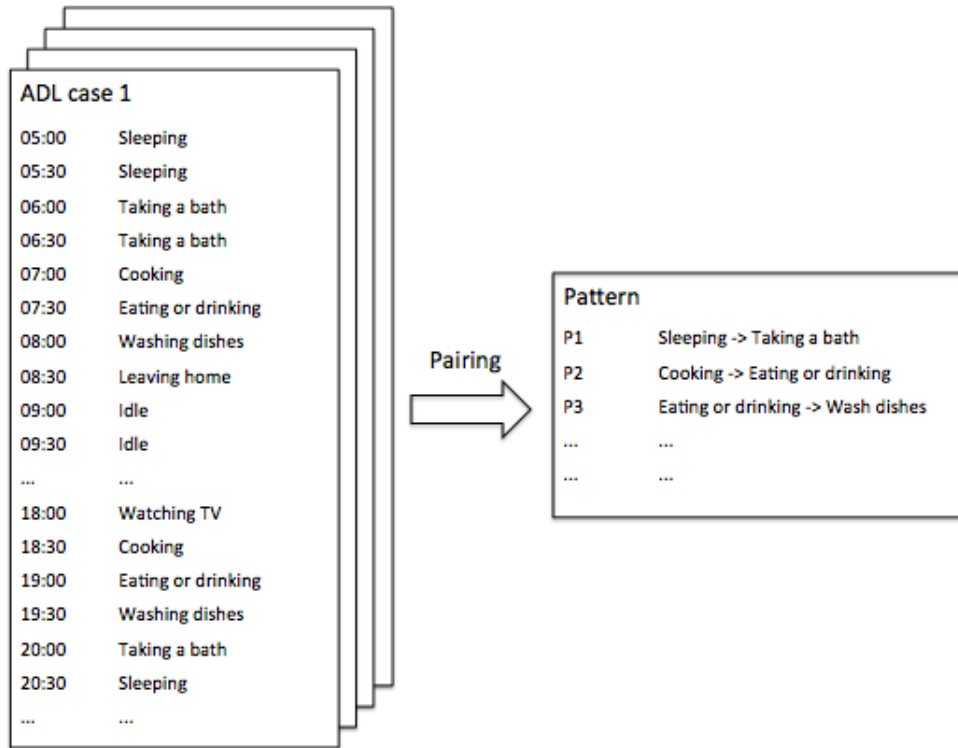 ADL case 1
05:00 Sleeping
05:30 Sleeping
06:00 Taking a bath
06:30 Taking a bath
07:00 Cooking
07:30 Eating or drinking
08:00 Washing dishes
08:30 Leaving home
09:00 Idle
09:30 Idle
... ...
18:00 Watching TV
18:30 Cooking
19:00 Eating or drinking
19:30 Washing dishes
20:00 Taking a bath
20:30 Sleeping
... ...
Pairing
Pattern
P1 Sleeping -> Taking a bath
P2 Cooking -> Eating or drinking
P3 Eating or drinking -> Wash dishes
... ...
... ...